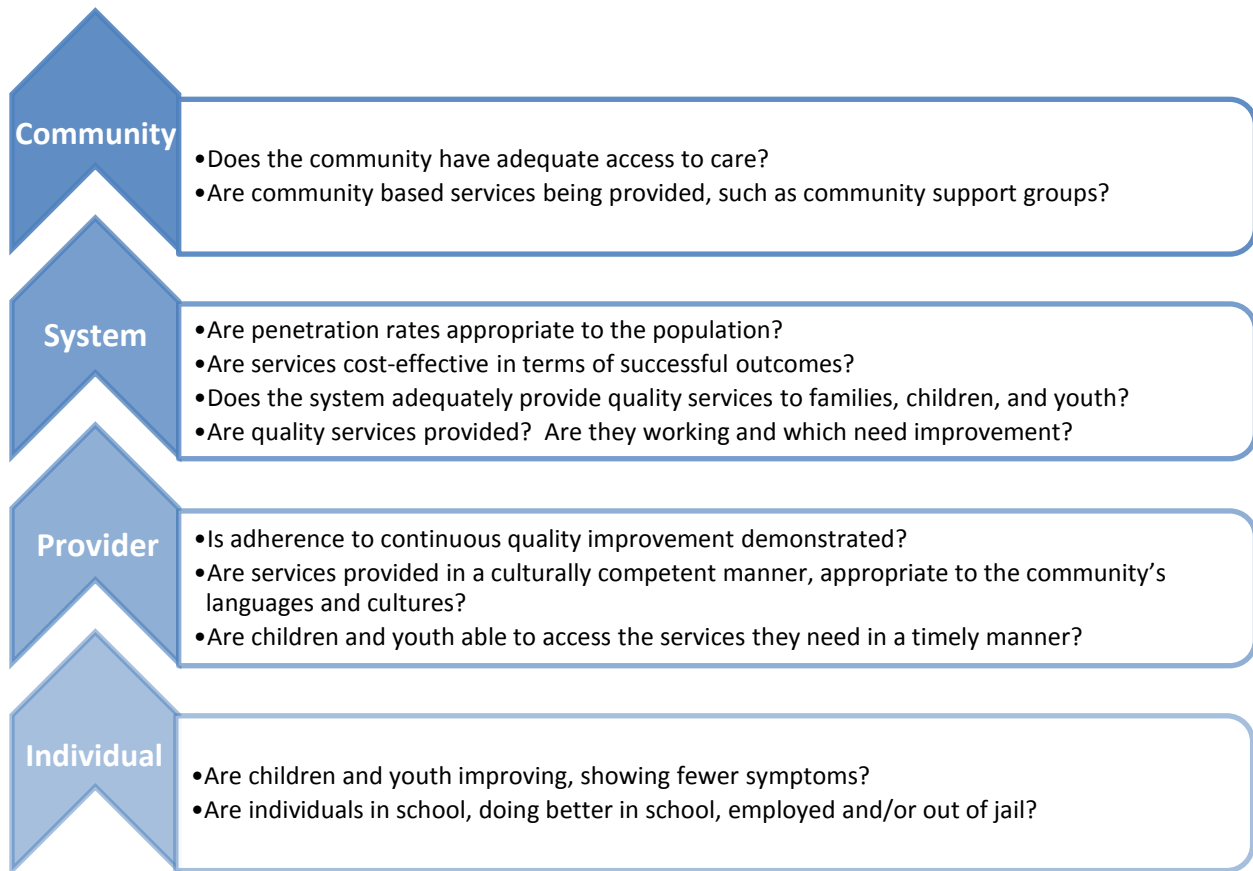 Community
•Does the community have adequate access to care?
•Are community based services being provided, such as community support groups?
System
•Are penetration rates appropriate to the population?
•Are services cost-effective in terms of successful outcomes?
•Does the system adequately provide quality services to families, children, and youth?
•Are quality services provided?  Are they working and which need improvement?
Provider
•Is adherence to continuous quality improvement demonstrated?
•Are services provided in a culturally competent manner, appropriate to the community’s
languages and cultures?
•Are children and youth able to access the services they need in a timely manner?
Individual
•Are children and youth improving, showing fewer symptoms?
•Are individuals in school, doing better in school, employed and/or out of jail?